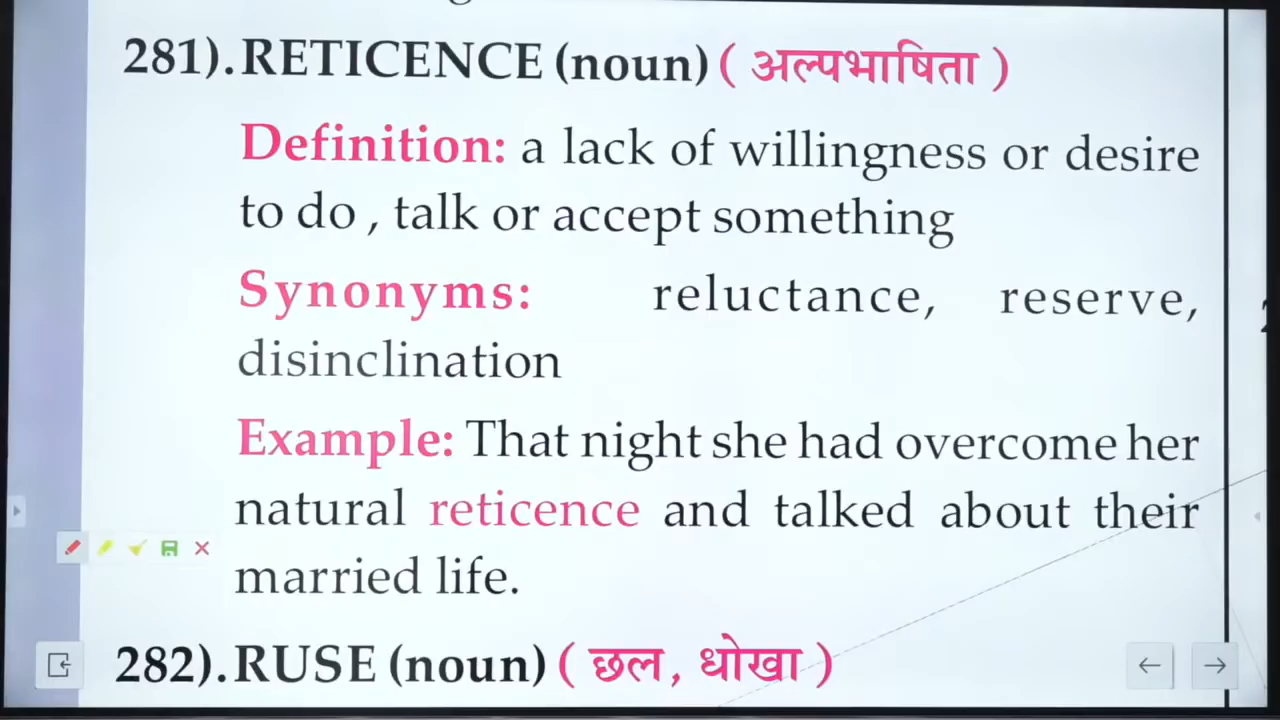 281). RETICENCE (noun) ( अल्पभाषिता )
Definition: a lack of willingness or desire
to do , talk or accept something
Synonyms: reluctance, reserve,
disinclination
Example: That night she had overcome her
natural reticence and talked about their
married life.
282). RUSE (noun) ( छल , धोखा )